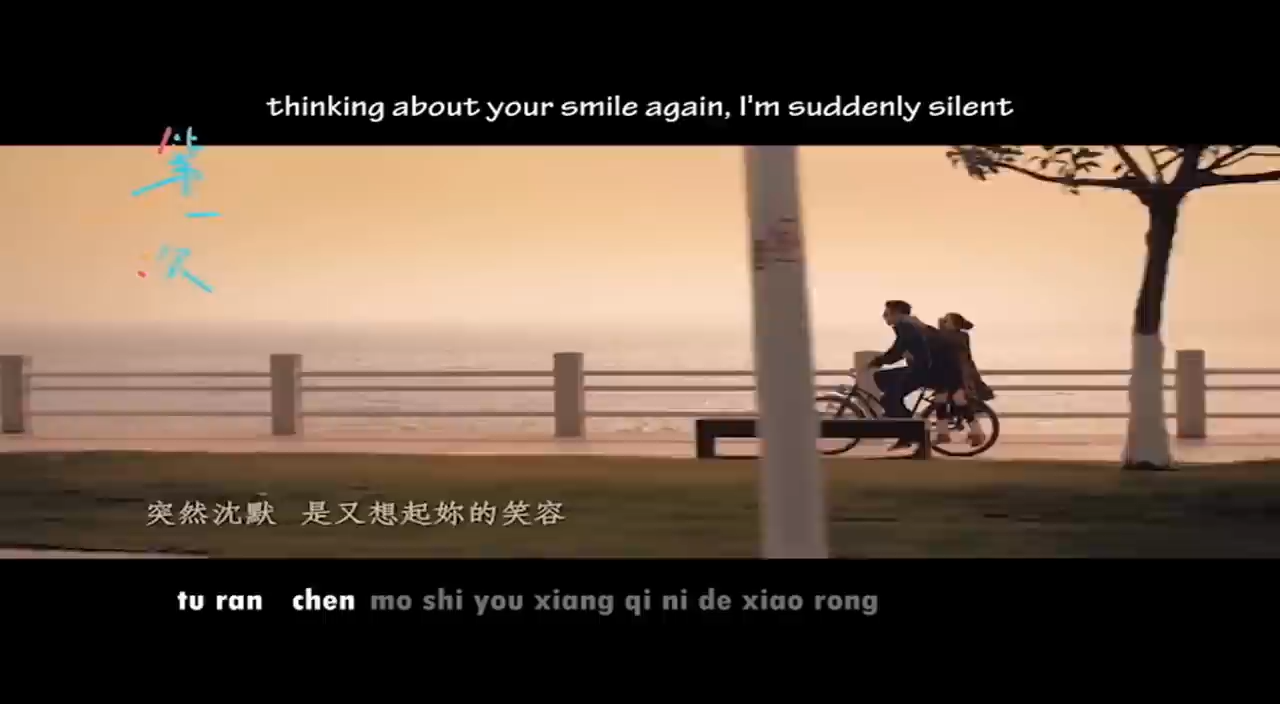 thinking about your smile again, I'm suddenly silent
第
一
次
突然沈默 是又想起妳的笑容
tu ran chen mo shi you xiang qi ni de xiao rong